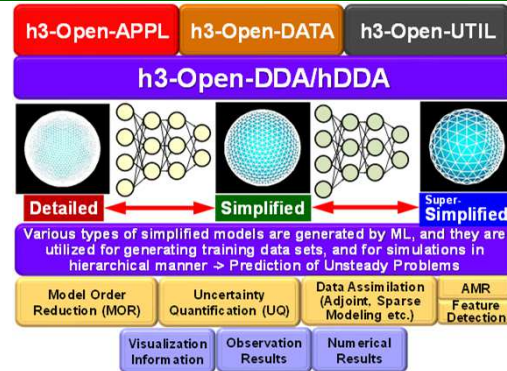 h3-Open-APPL h3-Open-DATA h3-Open-UTIL
h3-Open-DDA/hDDA
Detailed Simplified Super-
Simplified
Various types of simplified models are generated by ML, and they are
utilized for generating training data sets, and for simulations in
hierarchical manner -> Prediction of Unsteady Problems
Model Order
Reduction (MOR)
Uncertainty
Quantification (UQ)
Data Assimilation
(Adjoint, Sparse
Modeling etc.)
AMR
Feature
Detection
Visualization
Information
Observation
Results
Numerical
Results